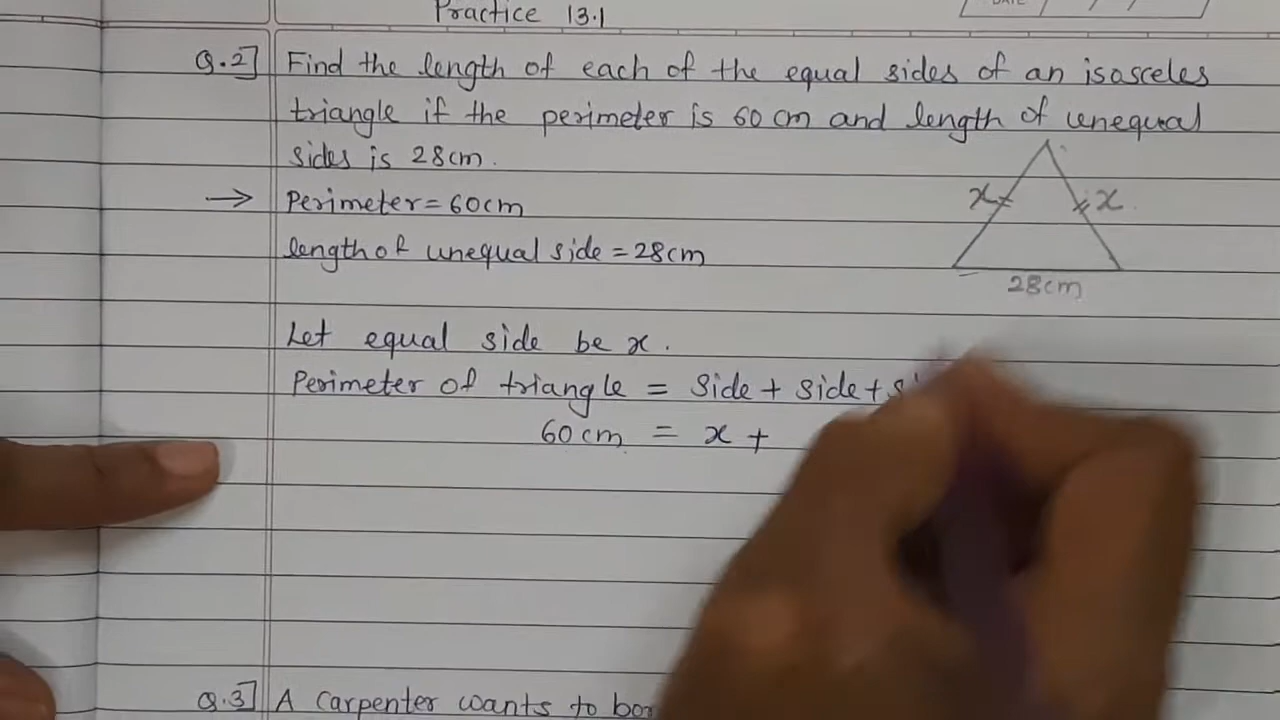 Practice 13.1
DATE
Q.2] Find the length of each of the equal sides of an isosceles
triangle if the perimeter is 60 cm and length of unequal
sides is 28cm.
→ Perimeter = 60cm
length of unequal side = 28cm
x x
28cm
Let equal side be x.
Perimeter of triangle = Side + side +
60 cm = x +
Q.3] A Carpenter wants to